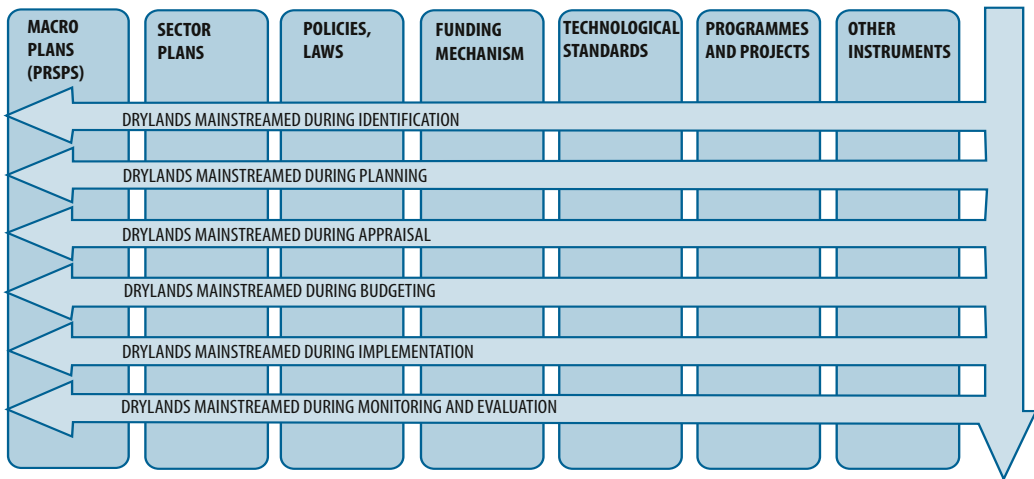 MACRO
PLANS
(PRSPS)
SECTOR
PLANS
POLICIES,
LAWS
FUNDING
MECHANISM
TECHNOLOGICAL
STANDARDS
PROGRAMMES
AND PROJECTS
OTHER
INSTRUMENTS
DRYLANDS MAINSTREAMED DURING IDENTIFICATION
DRYLANDS MAINSTREAMED DURING PLANNING
DRYLANDS MAINSTREAMED DURING APPRAISAL
DRYLANDS MAINSTREAMED DURING BUDGETING
DRYLANDS MAINSTREAMED DURING IMPLEMENTATION
DRYLANDS MAINSTREAMED DURING MONITORING AND EVALUATION